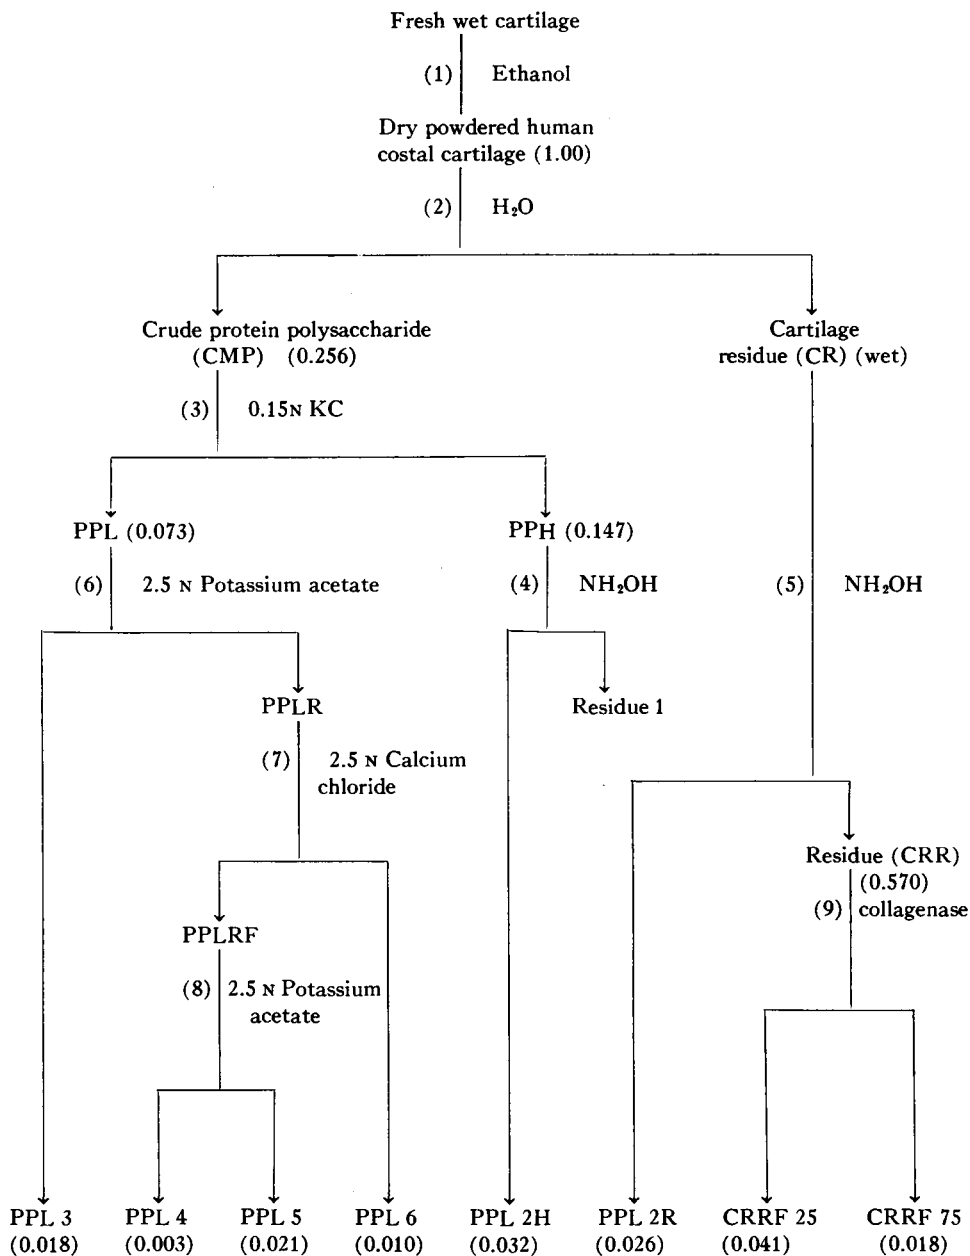 Fresh wet cartilage
(1) Ethanol
Dry powdered human
costal cartilage (1.00)
(2) H₂O
Crude protein polysaccharide
(CMP) (0.256)
Cartilage
residue (CR) (wet)
(3) 0.15N KC
PPL (0.073)
PPH (0.147)
(6) 2.5 N Potassium acetate
(4) NH₂OH
(5) NH₂OH
PPLR
Residue 1
(7) 2.5 N Calcium
chloride
Residue (CRR)
(0.570)
(9) collagenase
PPLRF
(8) 2.5 N Potassium
acetate
PPL 3 PPL 4 PPL 5 PPL 6 PPL 2H PPL 2R CRRF 25 CRRF 75
(0.018) (0.003) (0.021) (0.010) (0.032) (0.026) (0.041) (0.018)